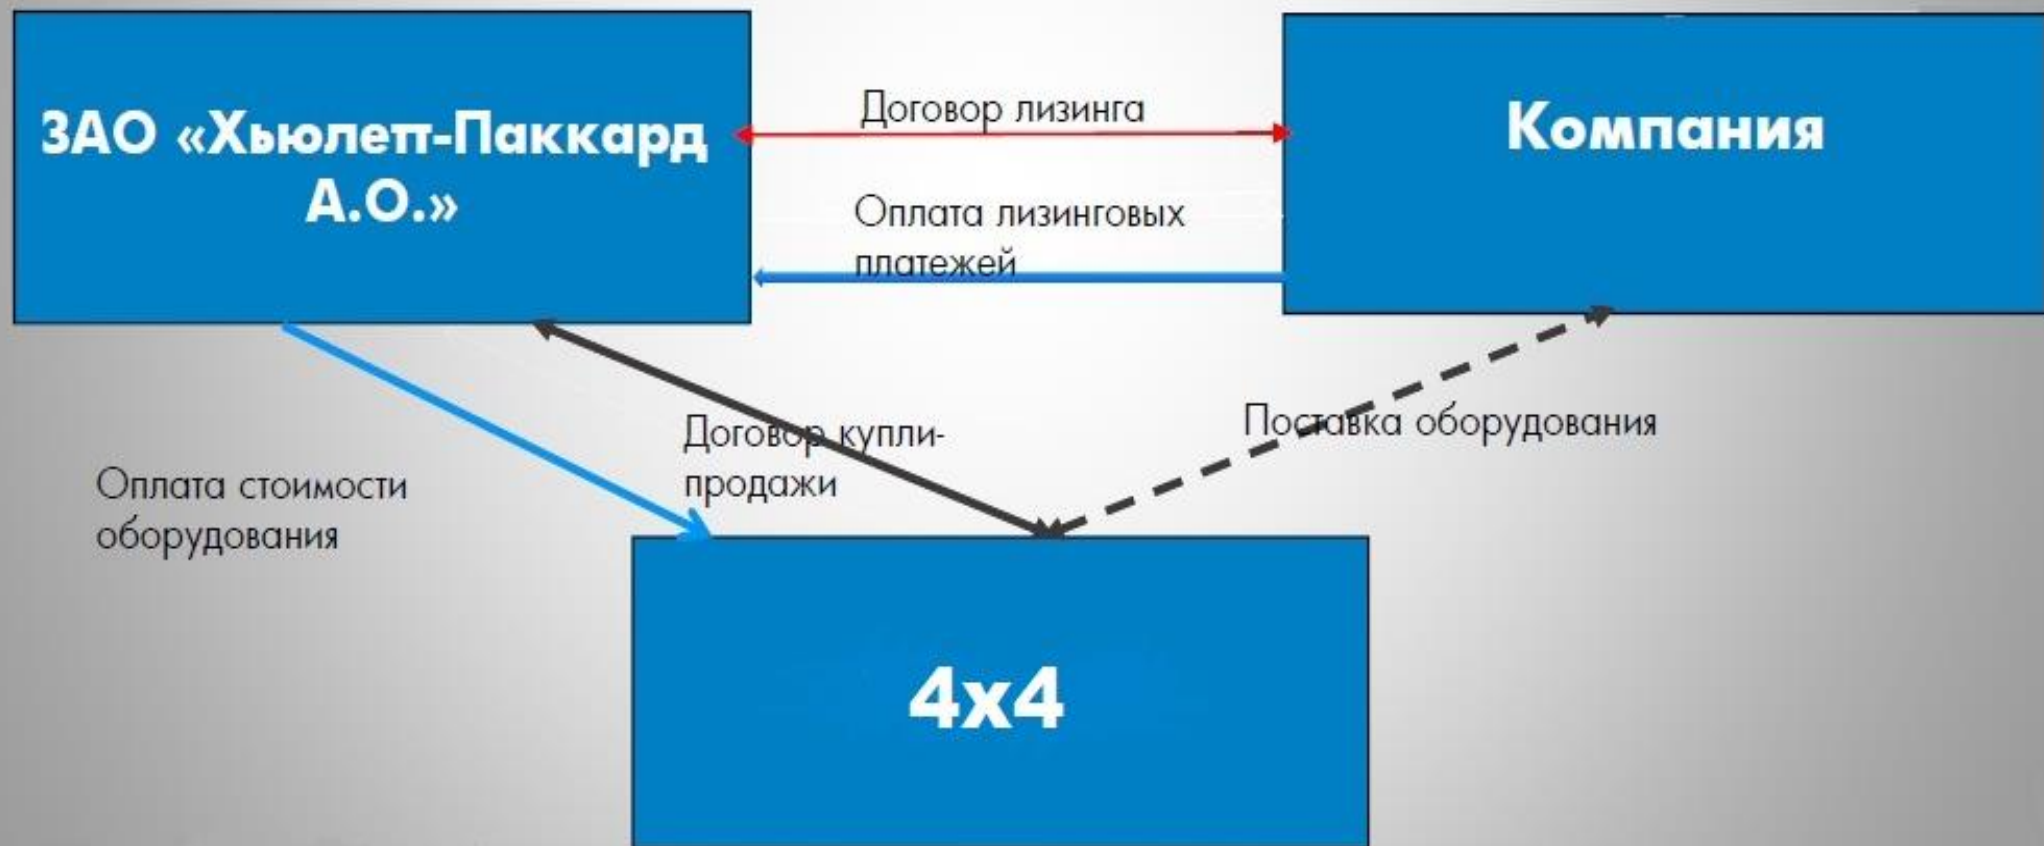 ЗАО «Хьюлетт-Паккард
А.О.»
Договор лизинга
Компания
Оплата лизинговых
платежей
Договор купли-
продажи
Поставка оборудования
Оплата стоимости
оборудования
4x4